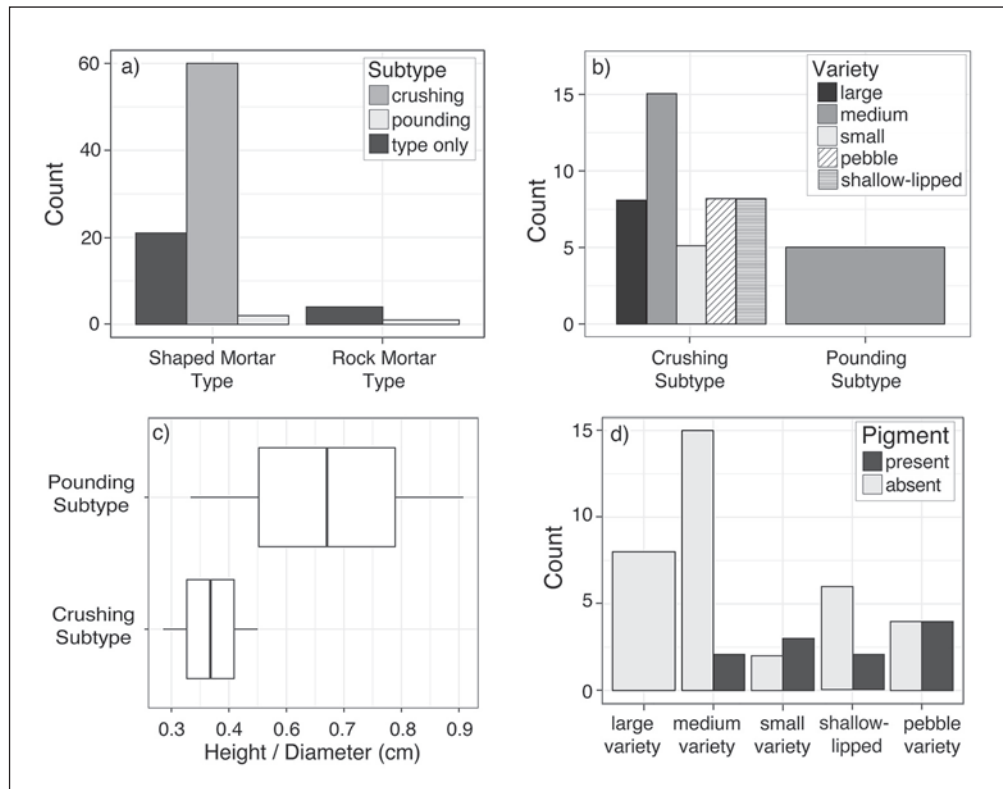 a)
Subtype
crushing
pounding
type only
Count
60
40
20
0
Shaped Mortar
Type
Rock Mortar
Type
b)
Variety
large
medium
small
pebble
shallow-lipped
Count
15
10
5
0
Crushing
Subtype
Pounding
Subtype
c)
Pounding
Subtype
Crushing
Subtype
0.3 0.4 0.6 0.7 0.8 0.9
Height / Diameter (cm)
d)
Pigment
present
absent
Count
15
10
5
0
large
variety
medium
variety
small
variety
shallow-
lipped
pebble
variety